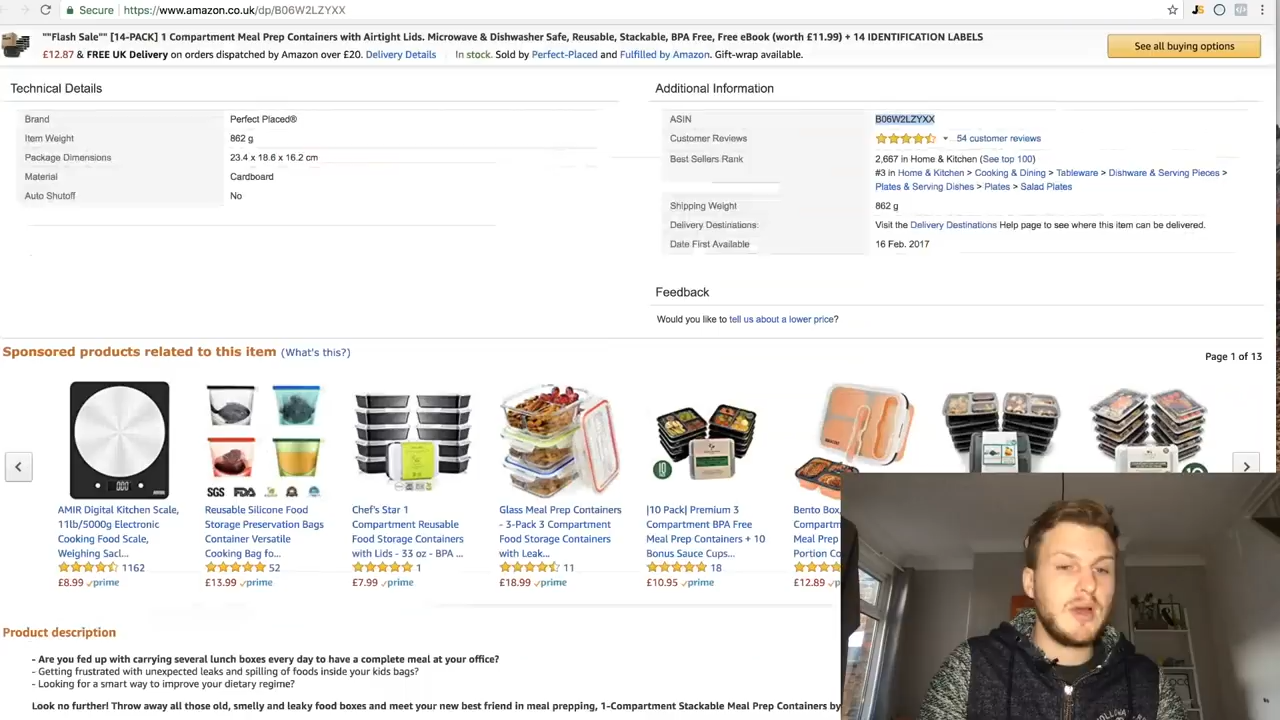 Secure https://www.amazon.co.uk/dp/B06W2LZYXX
""Flash Sale"" [14-PACK] 1 Compartment Meal Prep Containers with Airtight Lids. Microwave & Dishwasher Safe, Reusable, Stackable, BPA Free, Free eBook (worth £11.99) + 14 IDENTIFICATION LABELS
£12.87 & FREE UK Delivery on orders dispatched by Amazon over £20. Delivery Details In stock. Sold by Perfect-Placed and Fulfilled by Amazon. Gift-wrap available.
See all buying options
Technical Details
Brand Perfect Placed®
Item Weight 862 g
Package Dimensions 23.4 x 18.6 x 16.2 cm
Material Cardboard
Auto Shutoff No
Additional Information
ASIN B06W2LZYXX
Customer Reviews 54 customer reviews
Best Sellers Rank 2,667 in Home & Kitchen (See top 100)
#3 in Home & Kitchen > Cooking & Dining > Tableware > Dishware & Serving Pieces >
Plates & Serving Dishes > Plates > Salad Plates
Shipping Weight 862 g
Delivery Destinations: Visit the Delivery Destinations Help page to see where this item can be delivered.
Date First Available 16 Feb. 2017
Feedback
Would you like to tell us about a lower price?
Sponsored products related to this item (What's this?)
Page 1 of 13
SGS FDA
10
AMIR Digital Kitchen Scale,
11lb/5000g Electronic
Cooking Food Scale,
Weighing Sacl...
1162
£8.99 prime
Reusable Silicone Food
Storage Preservation Bags
Container Versatile
Cooking Bag fo...
52
£13.99 prime
Chef's Star 1
Compartment Reusable
Food Storage Containers
with Lids - 33 oz - BPA ...
1
£7.99 prime
Glass Meal Prep Containers
- 3-Pack 3 Compartment
Food Storage Containers
with Leak...
11
£18.99 prime
|10 Pack| Premium 3
Compartment BPA Free
Meal Prep Containers + 10
Bonus Sauce Cups...
18
£10.95 prime
Bento Box,
Compartm
Meal Prep
Portion Co
£12.89
Product description
- Are you fed up with carrying several lunch boxes every day to have a complete meal at your office?
- Getting frustrated with unexpected leaks and spilling of foods inside your kids bags?
- Looking for a smart way to improve your dietary regime?
Look no further! Throw away all those old, smelly and leaky food boxes and meet your new best friend in meal prepping, 1-Compartment Stackable Meal Prep Containers by